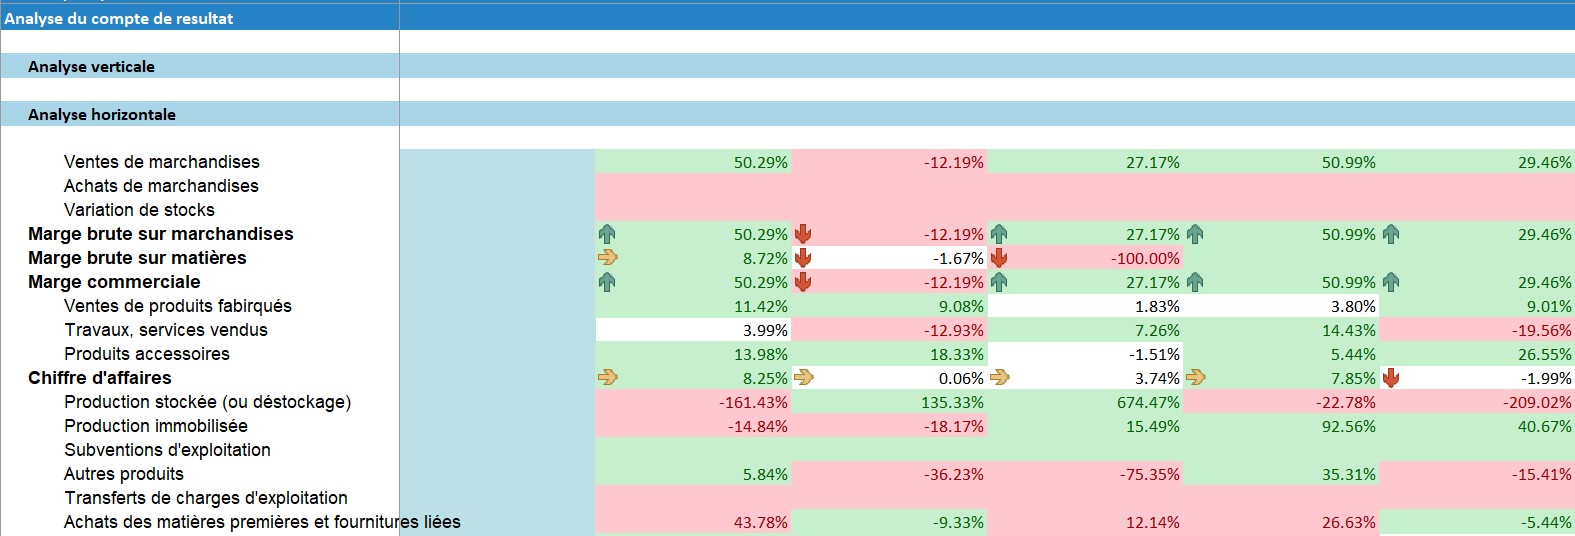 Analyse du compte de resultat
Analyse verticale
Analyse horizontale
Ventes de marchandises 50.29% -12.19% 27.17% 50.99% 29.46%
Achats de marchandises
Variation de stocks
Marge brute sur marchandises 50.29% -12.19% 27.17% 50.99% 29.46%
Marge brute sur matières 8.72% -1.67% -100.00%
Marge commerciale 50.29% -12.19% 27.17% 50.99% 29.46%
Ventes de produits fabirqués 11.42% 9.08% 1.83% 3.80% 9.01%
Travaux, services vendus 3.99% -12.93% 7.26% 14.43% -19.56%
Produits accessoires 13.98% 18.33% -1.51% 5.44% 26.55%
Chiffre d'affaires 8.25% 0.06% 3.74% 7.85% -1.99%
Production stockée (ou déstockage) -161.43% 135.33% 674.47% -22.78% -209.02%
Production immobilisée -14.84% -18.17% 15.49% 92.56% 40.67%
Subventions d'exploitation
Autres produits 5.84% -36.23% -75.35% 35.31% -15.41%
Transferts de charges d'exploitation
Achats des matières premières et fournitures liées 43.78% -9.33% 12.14% 26.63% -5.44%